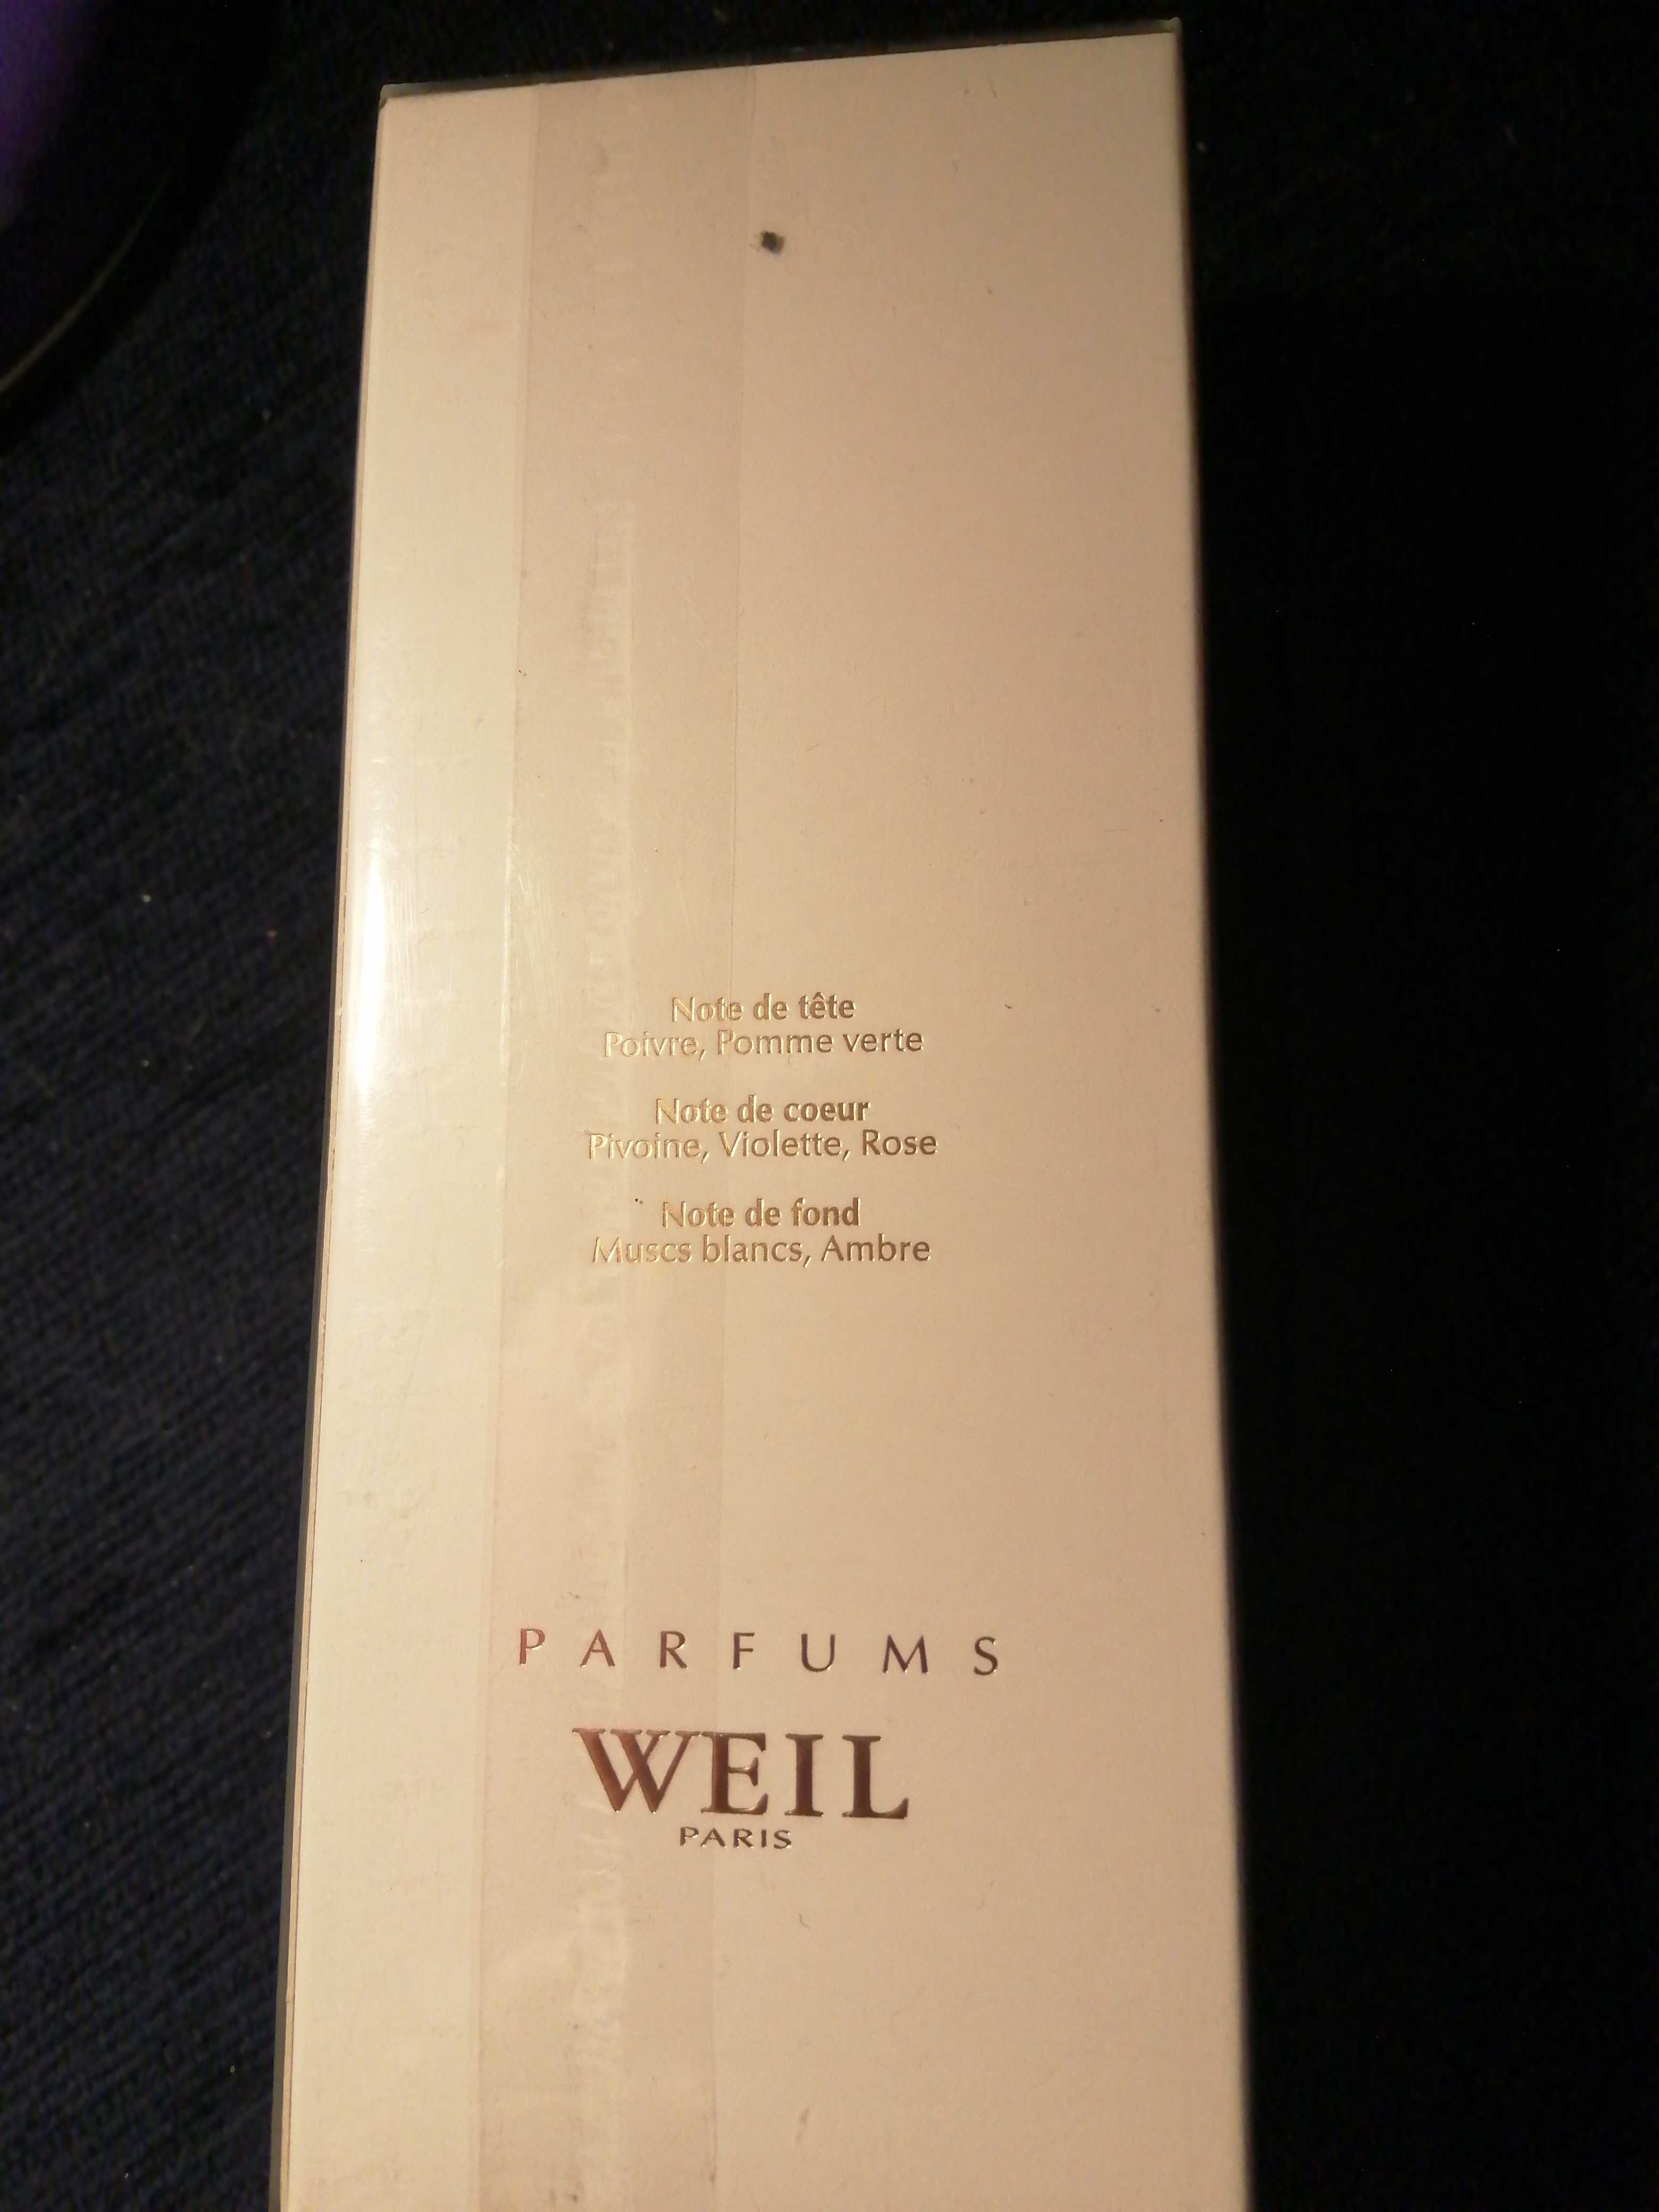 Note de tête
Poivre, Pomme verte
Note de coeur
Pivoine, Violette, Rose
Note de fond
Muscs blancs, Ambre
PARFUMS
WEIL
PARIS